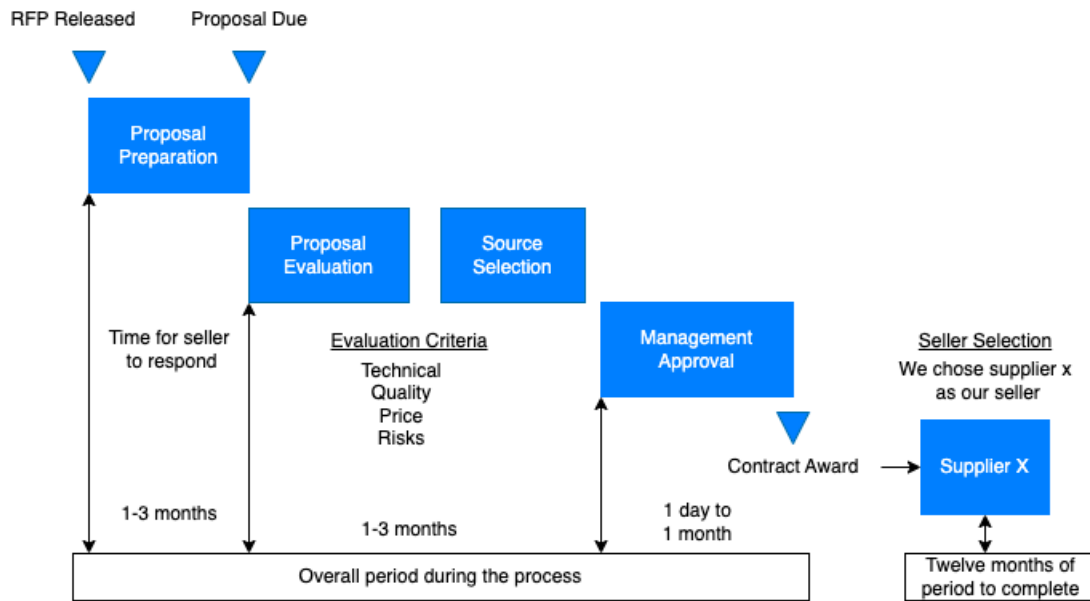 RFP Released
Proposal Due
Proposal
Preparation
Proposal
Evaluation
Source
Selection
Time for seller
to respond
Evaluation Criteria
Technical
Quality
Price
Risks
Management
Approval
Seller Selection
We chose supplier x
as our seller
Contract Award
Supplier X
1-3 months
1-3 months
1 day to
1 month
Overall period during the process
Twelve months of
period to complete